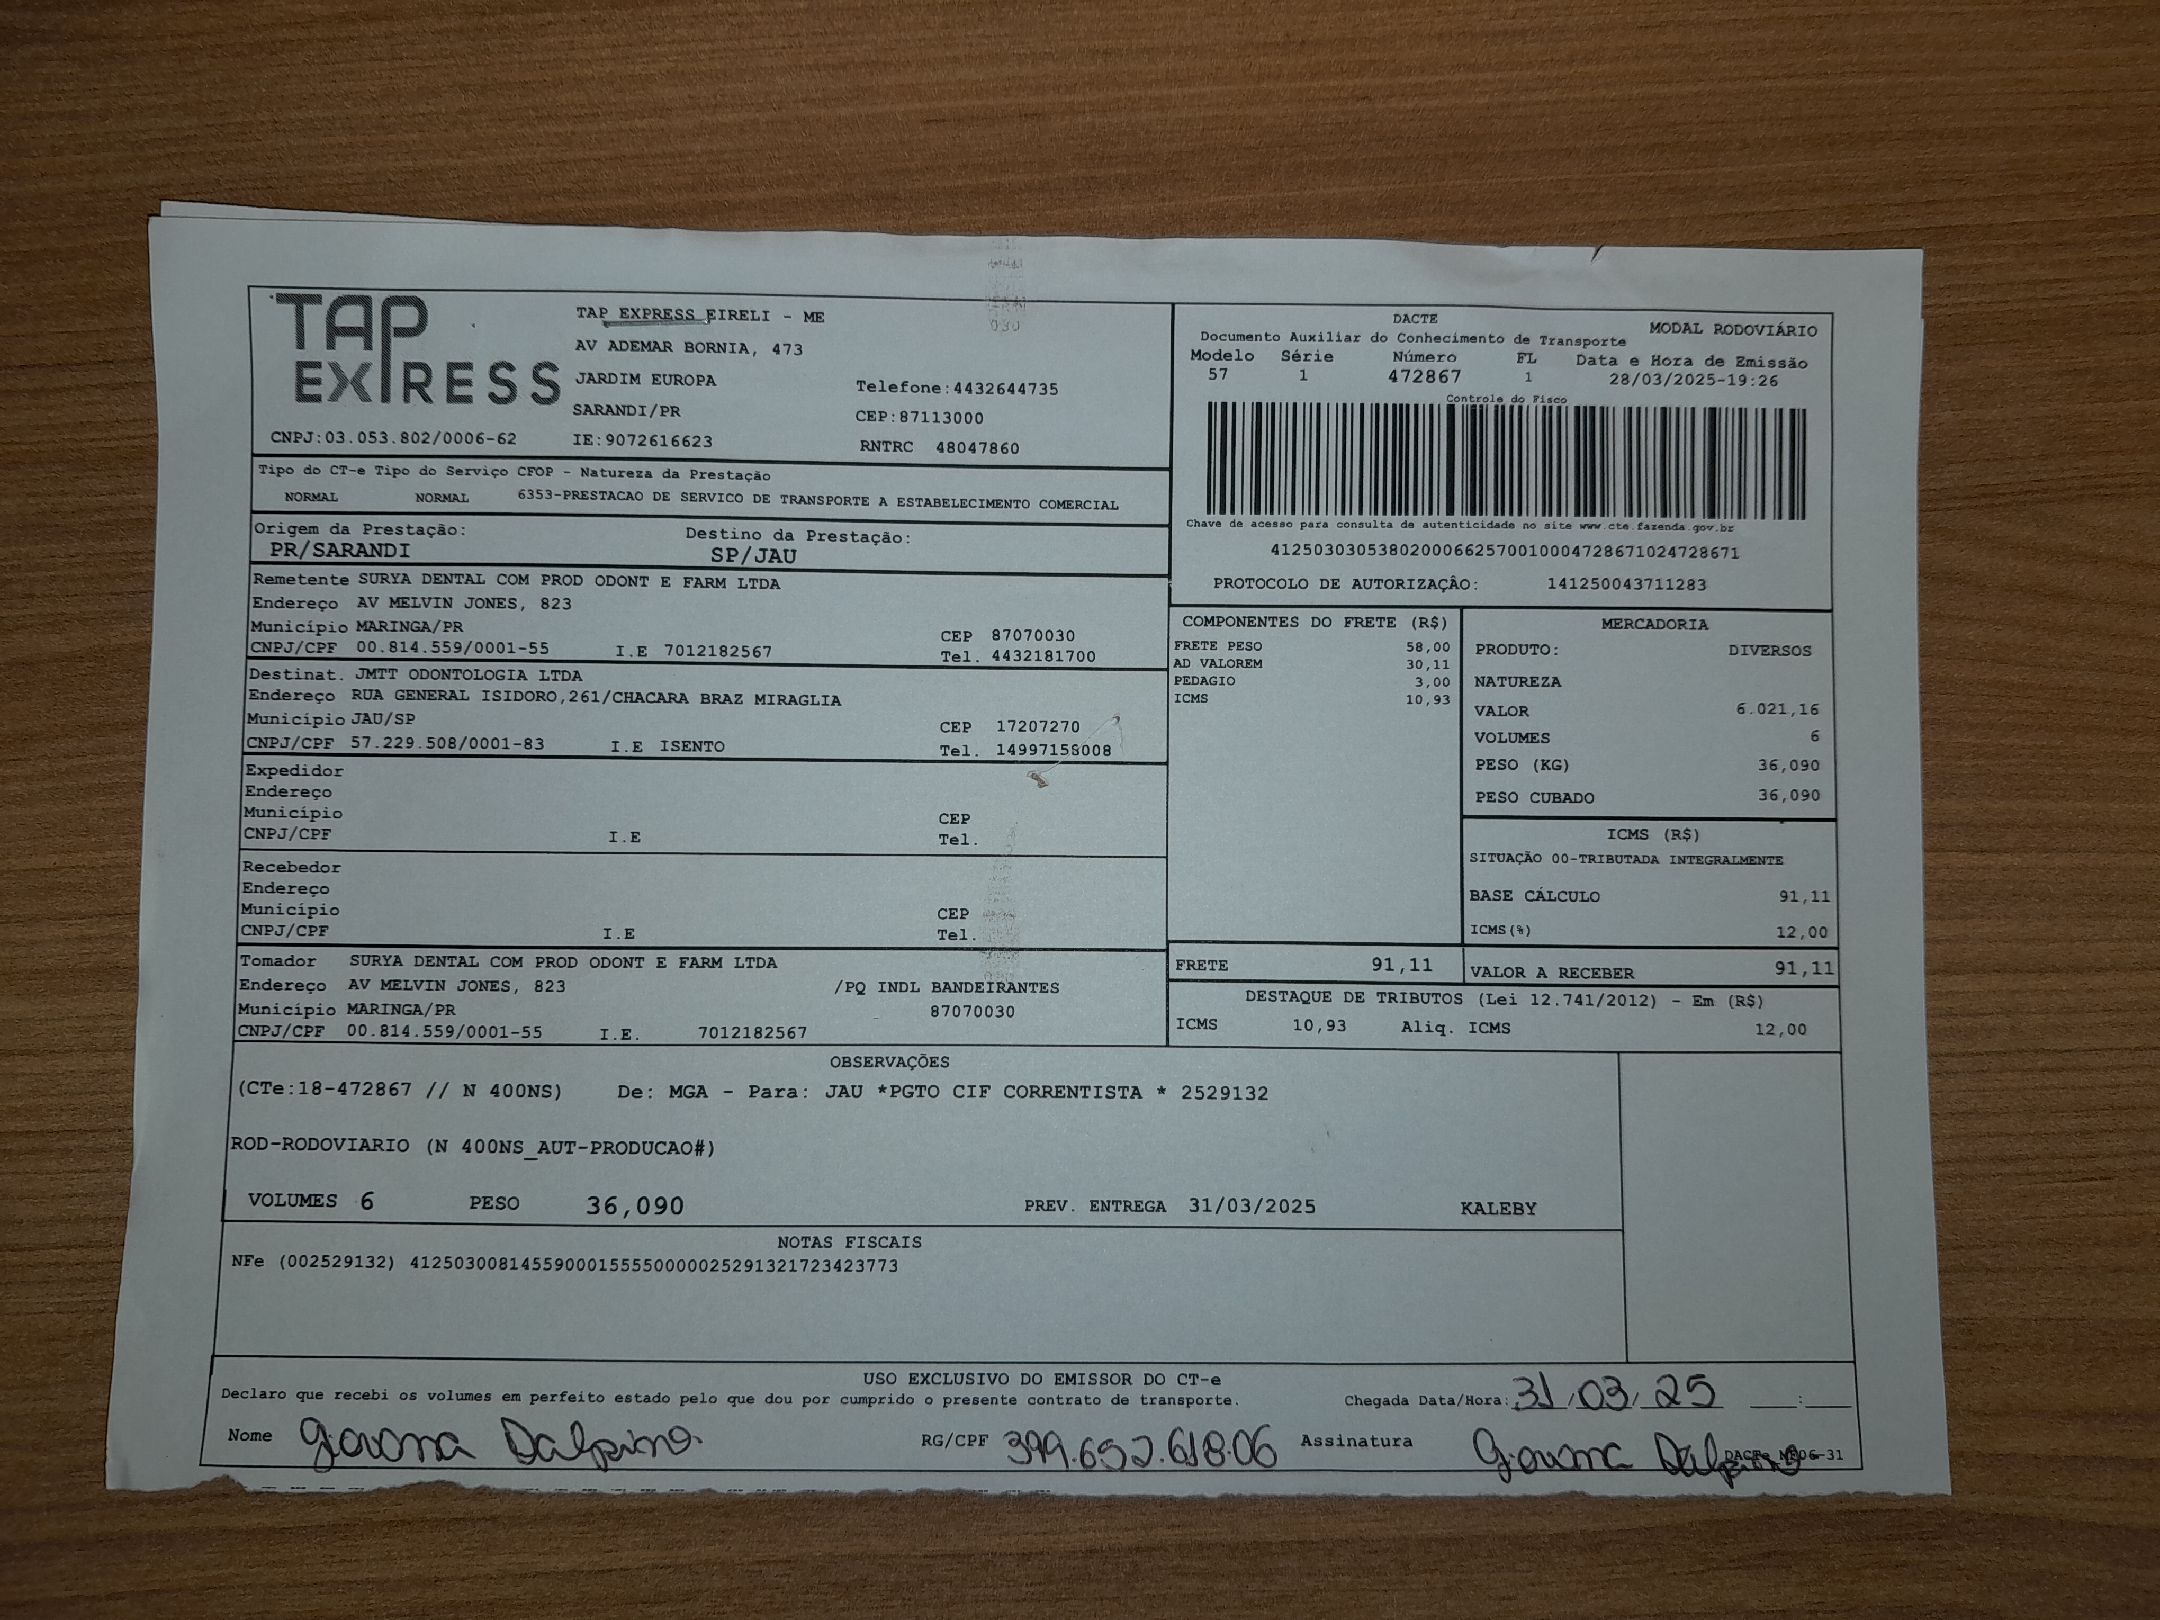 TAP
EXPRESS
TAP EXPRESS EIRELI - ME
AV ADEMAR BORNIA, 473
JARDIM EUROPA
Telefone:4432644735
SARANDI/PR
CEP:87113000
CNPJ:03.053.802/0006-62
IE:9072616623
RNTRC 48047860
DACTE
MODAL RODOVIÁRIO
Documento Auxiliar do Conhecimento de Transporte
Modelo Série Número FL Data e Hora de Emissão
57 1 472867 1 28/03/2025-19:26
Controle do Fisco
Chave de acesso para consulta de autenticidade no site www.cte.fazenda.gov.br
41250303053802000662570010004728671024728671
PROTOCOLO DE AUTORIZAÇÂO: 141250043711283
Tipo do CT-e Tipo do Serviço CFOP - Natureza da Prestação
NORMAL NORMAL 6353-PRESTACAO DE SERVICO DE TRANSPORTE A ESTABELECIMENTO COMERCIAL
Origem da Prestação: Destino da Prestação:
PR/SARANDI SP/JAU
Remetente SURYA DENTAL COM PROD ODONT E FARM LTDA
Endereço AV MELVIN JONES, 823
Município MARINGA/PR CEP 87070030
CNPJ/CPF 00.814.559/0001-55 I.E 7012182567 Tel. 4432181700
Destinat. JMTT ODONTOLOGIA LTDA
Endereço RUA GENERAL ISIDORO,261/CHACARA BRAZ MIRAGLIA
Município JAU/SP CEP 17207270
CNPJ/CPF 57.229.508/0001-83 I.E ISENTO Tel. 14997158008
Expedidor
Endereço
Município CEP
CNPJ/CPF I.E Tel.
Recebedor
Endereço
Município CEP
CNPJ/CPF I.E Tel.
Tomador SURYA DENTAL COM PROD ODONT E FARM LTDA
Endereço AV MELVIN JONES, 823 /PQ INDL BANDEIRANTES
Município MARINGA/PR 87070030
CNPJ/CPF 00.814.559/0001-55 I.E. 7012182567
COMPONENTES DO FRETE (R$)
FRETE PESO 58,00
AD VALOREM 30,11
PEDAGIO 3,00
ICMS 10,93
MERCADORIA
PRODUTO: DIVERSOS
NATUREZA
VALOR 6.021,16
VOLUMES 6
PESO (KG) 36,090
PESO CUBADO 36,090
ICMS (R$)
SITUAÇÃO 00-TRIBUTADA INTEGRALMENTE
BASE CÁLCULO 91,11
ICMS(%) 12,00
FRETE 91,11 VALOR A RECEBER 91,11
DESTAQUE DE TRIBUTOS (Lei 12.741/2012) - Em (R$)
ICMS 10,93 Aliq. ICMS 12,00
OBSERVAÇÕES
(CTe:18-472867 // N 400NS) De: MGA - Para: JAU *PGTO CIF CORRENTISTA * 2529132
ROD-RODOVIARIO (N 400NS_AUT-PRODUCAO#)
VOLUMES 6 PESO 36,090 PREV. ENTREGA 31/03/2025 KALEBY
NOTAS FISCAIS
NFe (002529132) 41250300814559000155550000025291321723423773
USO EXCLUSIVO DO EMISSOR DO CT-e
Declaro que recebi os volumes em perfeito estado pelo que dou por cumprido o presente contrato de transporte. Chegada Data/Hora: 31/03/25 :
Nome Giovana Dalpino RG/CPF 399.652.618-06 Assinatura Giovana Dalpino